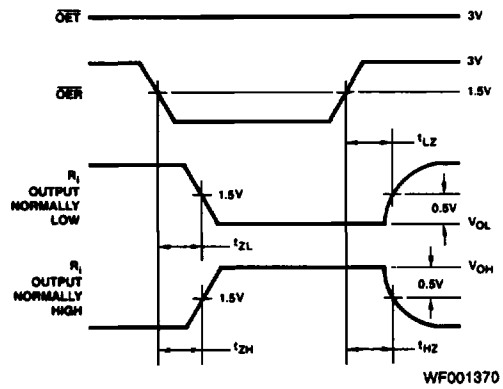 OET
3V
3V
OER
1.5V
tLZ
Ri
OUTPUT
NORMALLY
LOW
1.5V
0.5V
VOL
tZL
Ri
OUTPUT
NORMALLY
HIGH
VOH
1.5V
0.5V
tZH
tHZ
WF001370